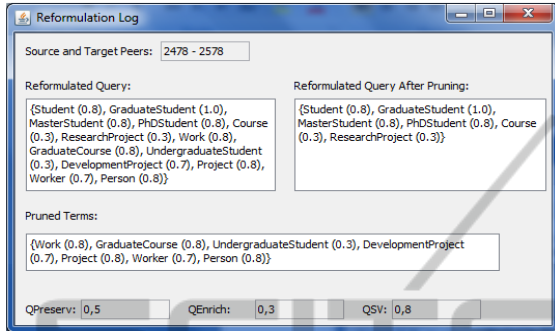 Reformulation Log
Source and Target Peers: 2478 - 2578
Reformulated Query:
{Student (0.8), GraduateStudent (1.0),
MasterStudent (0.8), PhDStudent (0.8), Course
(0.3), ResearchProject (0.3), Work (0.8),
GraduateCourse (0.8), UndergraduateStudent
(0.3), DevelopmentProject (0.7), Project (0.8),
Worker (0.7), Person (0.8)}
Reformulated Query After Pruning:
{Student (0.8), GraduateStudent (1.0),
MasterStudent (0.8), PhDStudent (0.8), Course
(0.3), ResearchProject (0.3)}
Pruned Terms:
{Work (0.8), GraduateCourse (0.8), UndergraduateStudent (0.3), DevelopmentProject
(0.7), Project (0.8), Worker (0.7), Person (0.8)}
QPreserv: 0,5 QEnrich: 0,3 QSV: 0,8